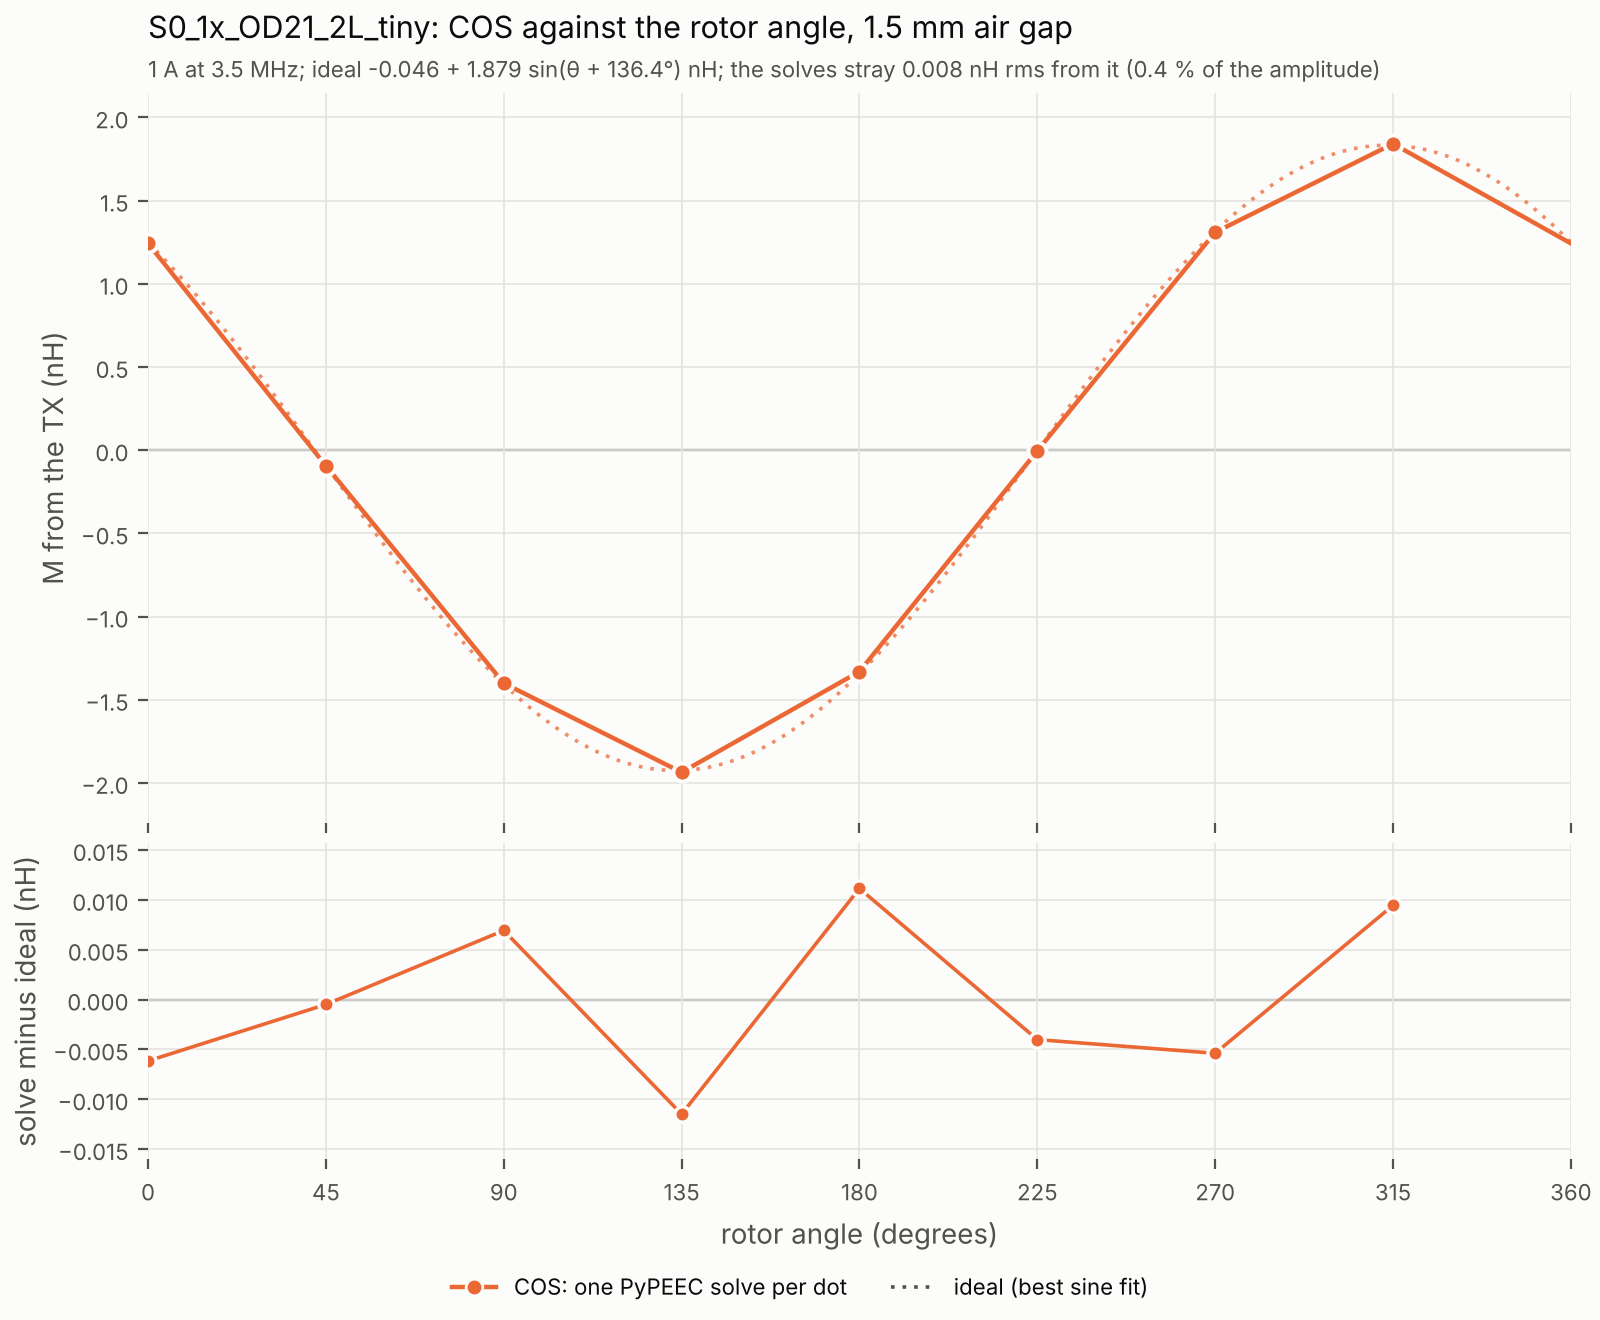 S0_1x_OD21_2L_tiny: COS against the rotor angle, 1.5 mm air gap
1 A at 3.5 MHz; ideal -0.046 + 1.879 sin(θ + 136.4°) nH; the solves stray 0.008 nH rms from it (0.4 % of the amplitude)
M from the TX (nH)
2.0
1.5
1.0
0.5
0.0
−0.5
−1.0
−1.5
−2.0
solve minus ideal (nH)
0.015
0.010
0.005
0.000
−0.005
−0.010
−0.015
0 45 90 135 180 225 270 315 360
rotor angle (degrees)
COS: one PyPEEC solve per dot ideal (best sine fit)